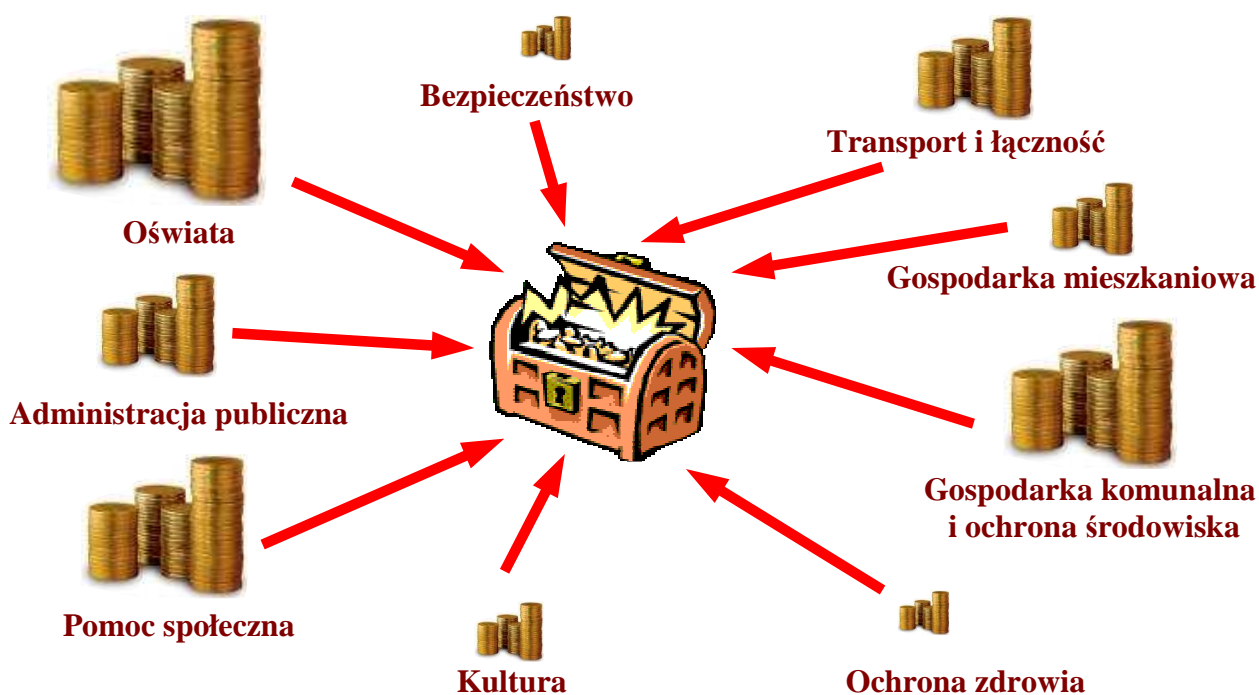 Bezpieczeństwo
Transport i łączność
Oświata
Gospodarka mieszkaniowa
Administracja publiczna
Gospodarka komunalna
i ochrona środowiska
Pomoc społeczna
Kultura
Ochrona zdrowia